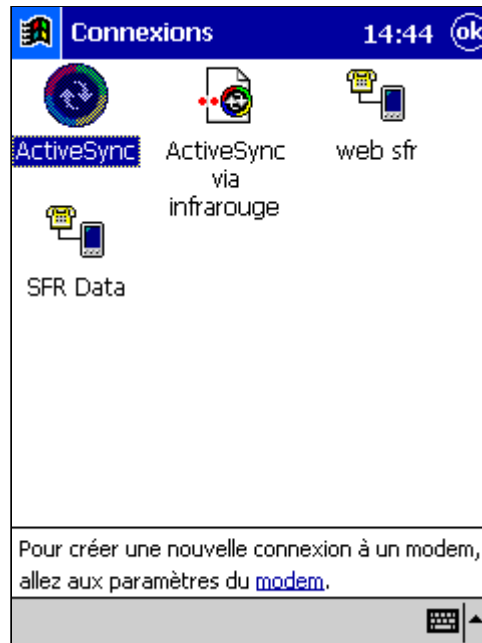 Connexions 14:44 ok
ActiveSync
ActiveSync
via
infrarouge
web sfr
SFR Data
Pour créer une nouvelle connexion à un modem,
allez aux paramètres du modem.